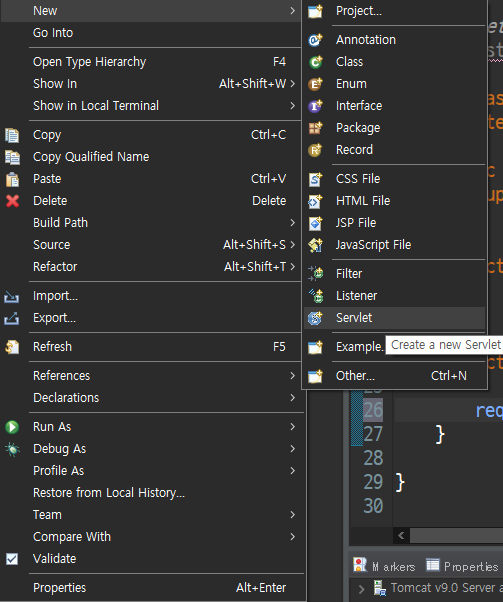 New
Go Into
Open Type Hierarchy F4
Show In Alt+Shift+W
Show in Local Terminal
Copy Ctrl+C
Copy Qualified Name
Paste Ctrl+V
Delete Delete
Build Path
Source Alt+Shift+S
Refactor Alt+Shift+T
Import...
Export...
Refresh F5
References
Declarations
Run As
Debug As
Profile As
Restore from Local History...
Team
Compare With
Validate
Properties Alt+Enter
Project...
Annotation
Class
Enum
Interface
Package
Record
CSS File
HTML File
JSP File
JavaScript File
Filter
Listener
Servlet
Example.
Create a new Servlet
Other... Ctrl+N
26 req
27 }
28
29 }
30
Markers Properties
Tomcat v9.0 Server a